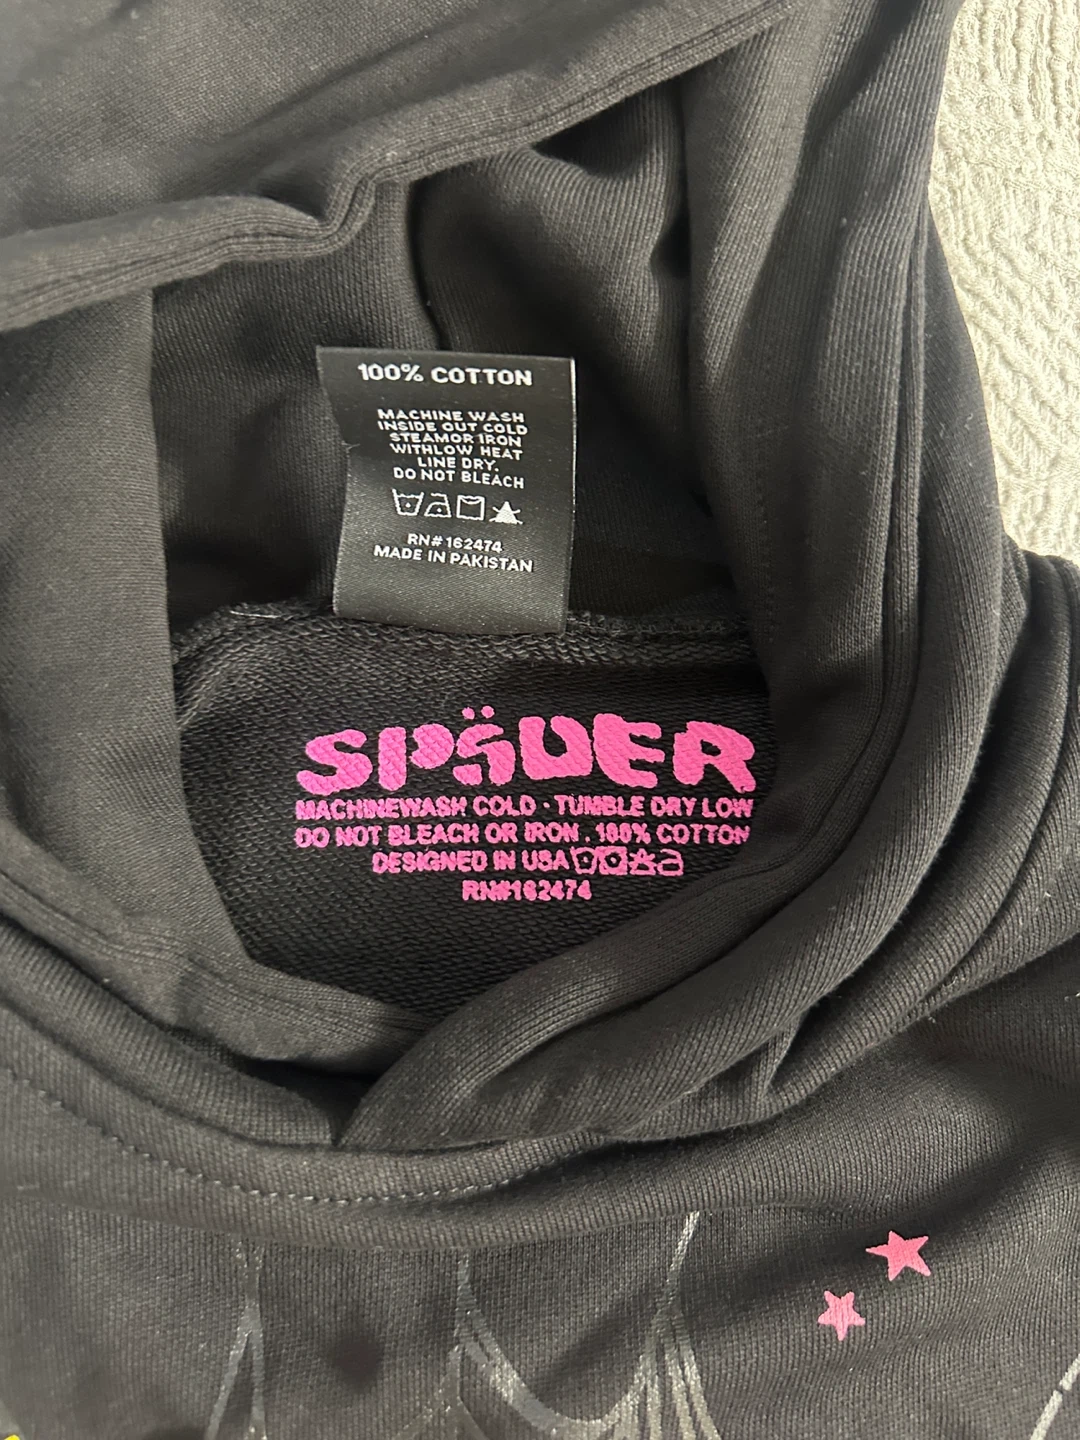 100% COTTON
MACHINE WASH
INSIDE OUT COLD
STEAMOR IRON
WITHLOW HEAT
LINE DRY.
DO NOT BLEACH
RN#162474
MADE IN PAKISTAN
SPÄUER
MACHINEWASH COLD · TUMBLE DRY LOW
DO NOT BLEACH OR IRON . 100% COTTON
DESIGNED IN USA
RN#162474